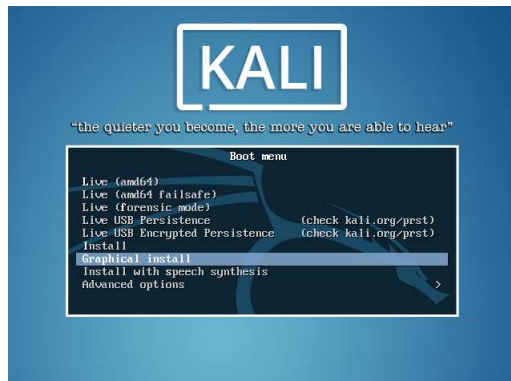 KALI
“the quieter you become, the more you are able to hear”
Boot menu
Live (amd64)
Live (amd64 failsafe)
Live (forensic mode)
Live USB Persistence (check kali.org/prst)
Live USB Encrypted Persistence (check kali.org/prst)
Install
Graphical install
Install with speech synthesis
Advanced options >